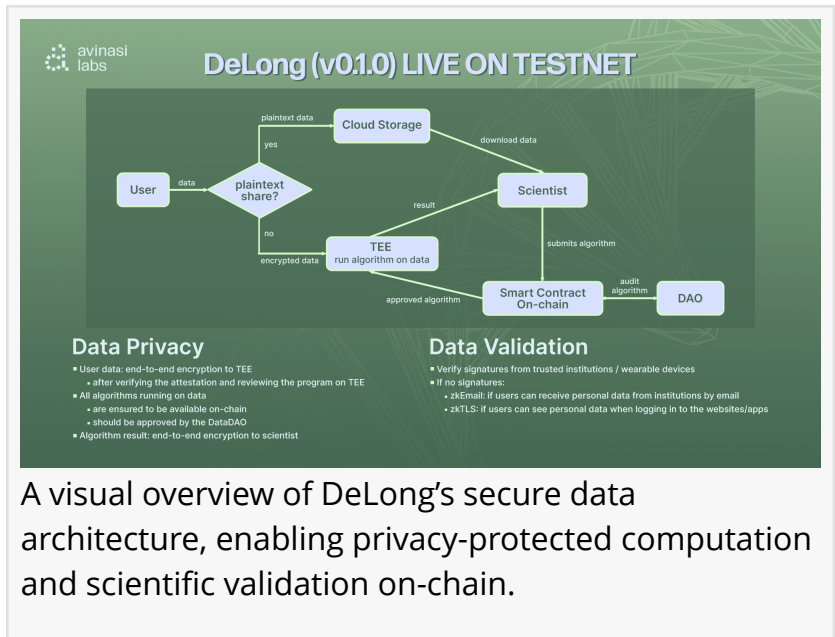 avinasi
labs
DeLong (v0.1.0) LIVE ON TESTNET
plaintext data
Cloud Storage
yes
download data
User
data
plaintext
share?
Scientist
result
no
TEE
run algorithm on data
encrypted data
submits algorithm
approved algorithm
Smart Contract
On-chain
audit
algorithm
DAO
Data Privacy
▪ User data: end-to-end encryption to TEE
▪ after verifying the attestation and reviewing the program on TEE
▪ All algorithms running on data
▪ are ensured to be available on-chain
▪ should be approved by the DataDAO
▪ Algorithm result: end-to-end encryption to scientist
Data Validation
▪ Verify signatures from trusted institutions / wearable devices
▪ If no signatures:
▪ zkEmail: if users can receive personal data from institutions by email
▪ zkTLS: if users can see personal data when logging in to the websites/apps
A visual overview of DeLong’s secure data
architecture, enabling privacy-protected computation
and scientific validation on-chain.